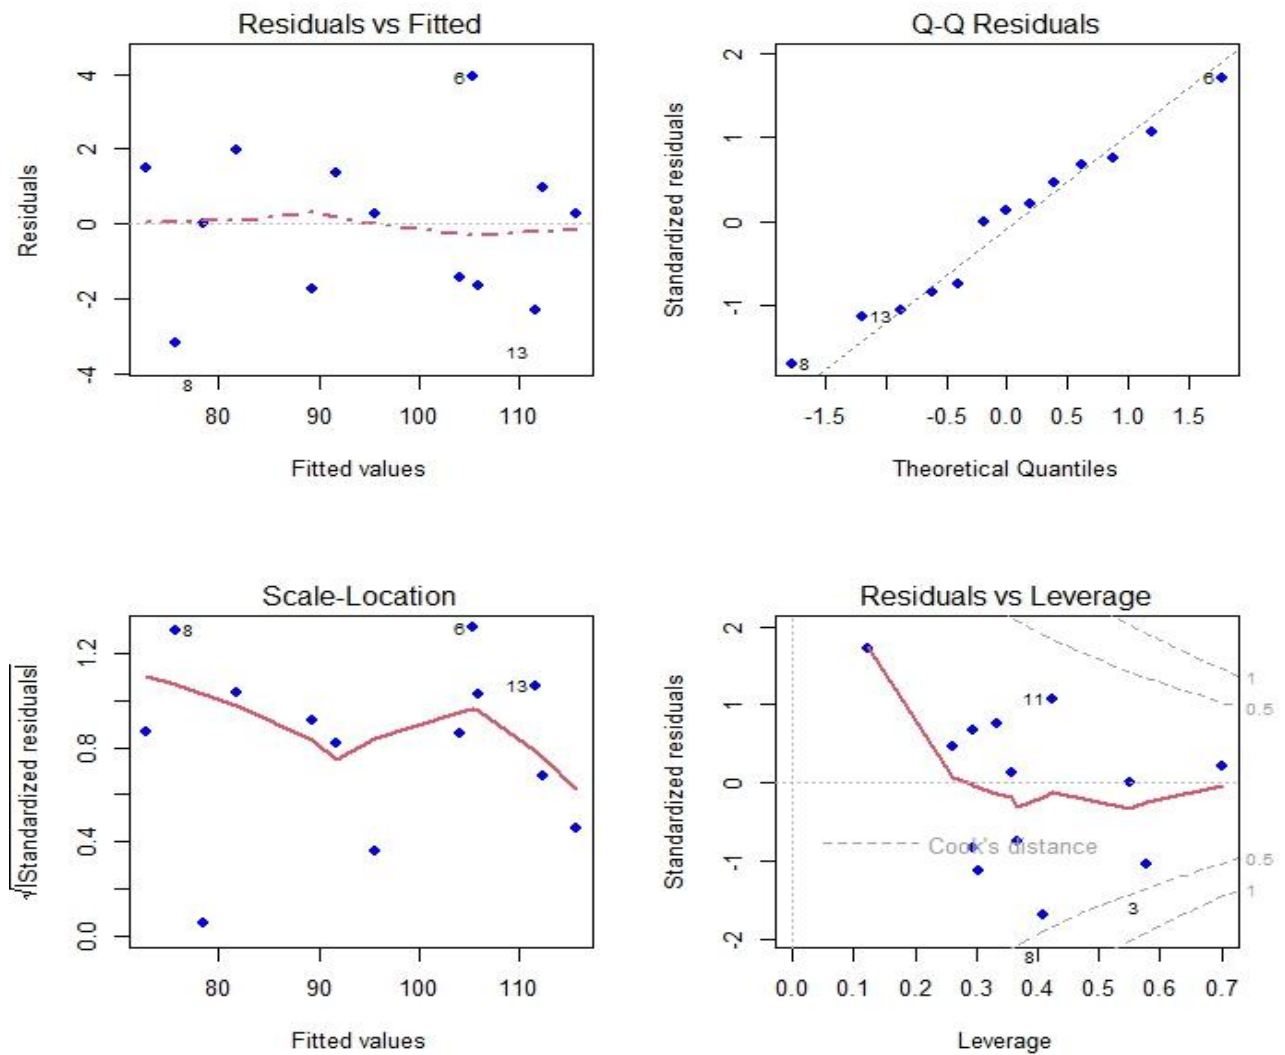 Residuals vs Fitted
Residuals
4
2
0
-2
-4
6
8
13
80 90 100 110
Fitted values
Q-Q Residuals
Standardized residuals
2
1
0
-1
6
13
8
-1.5 -0.5 0.0 0.5 1.0 1.5
Theoretical Quantiles
Scale-Location
√|Standardized residuals|
1.2
0.8
0.4
0.0
8
6
13
80 90 100 110
Fitted values
Residuals vs Leverage
Standardized residuals
2
1
0
-1
-2
11
1
0.5
Cook's distance
0.5
1
3
8
0.0 0.1 0.2 0.3 0.4 0.5 0.6 0.7
Leverage